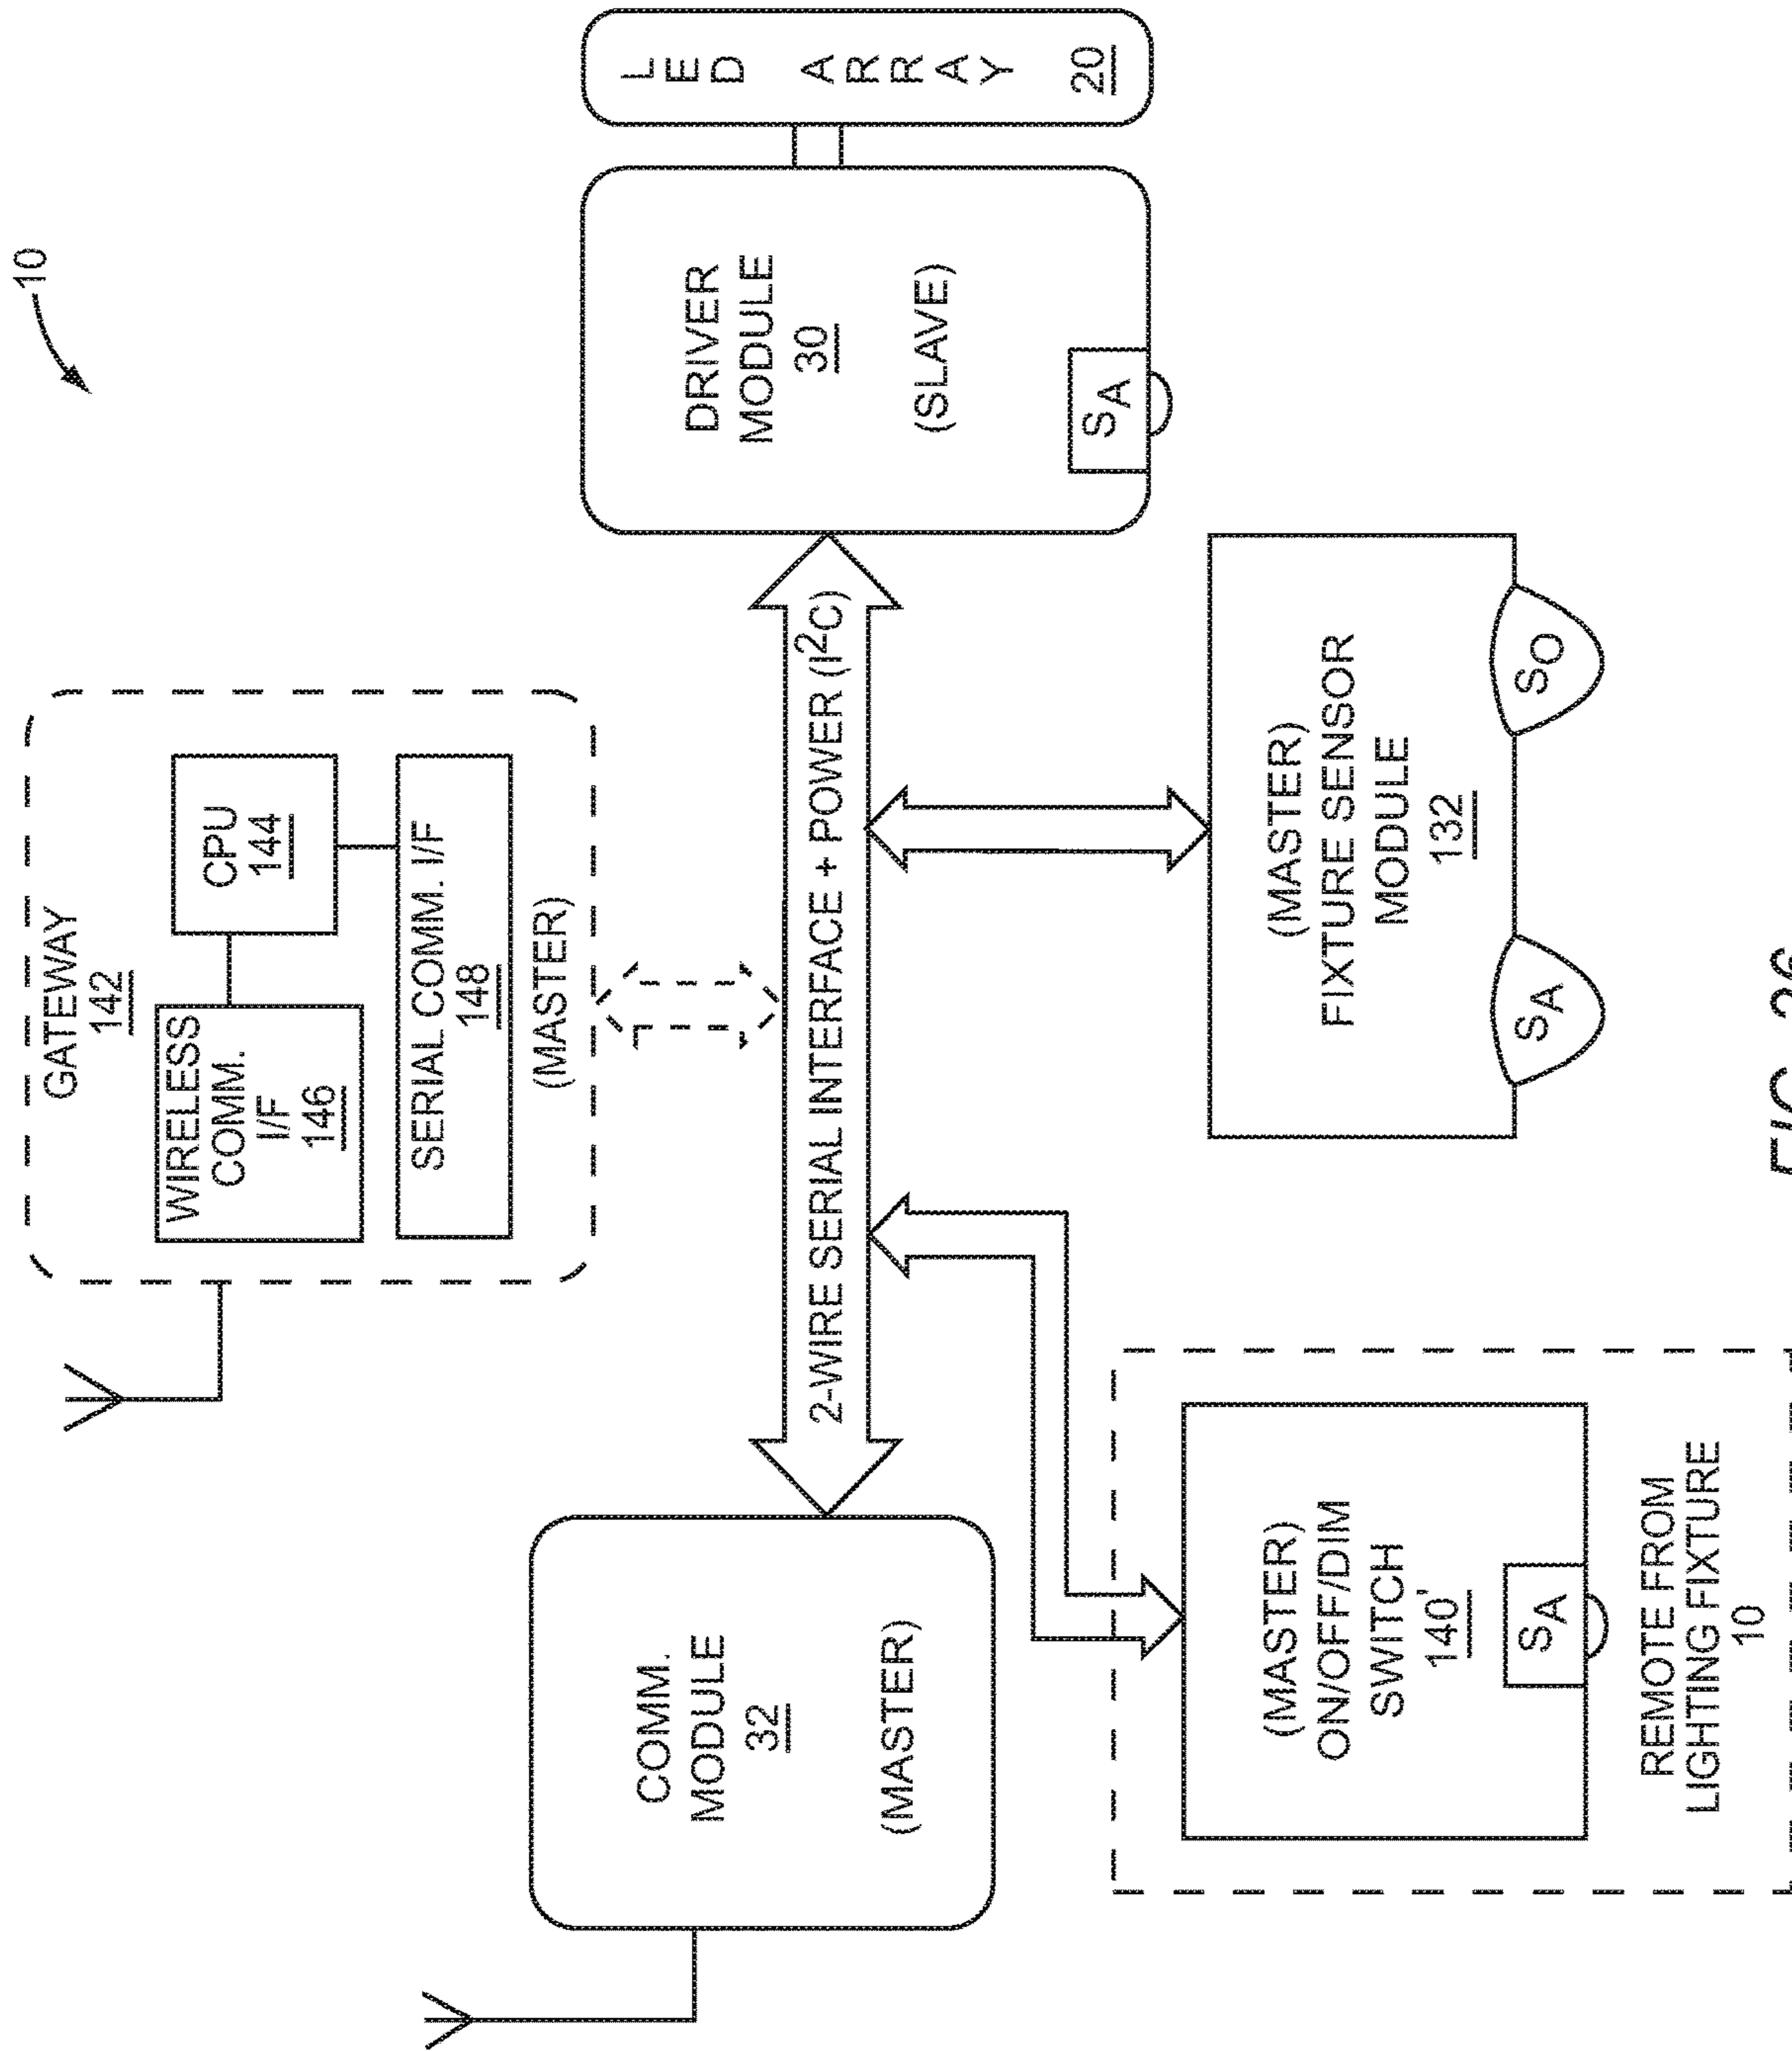 10
GATEWAY
142
WIRELESS
COMM.
I/F
146
CPU
144
SERIAL COMM. I/F
148
(MASTER)
COMM.
MODULE
32
(MASTER)
2-WIRE SERIAL INTERFACE + POWER (I²C)
DRIVER
MODULE
30
(SLAVE)
SA
LED ARRAY
20
(MASTER)
ON/OFF/DIM
SWITCH
140'
SA
REMOTE FROM
LIGHTING FIXTURE
10
(MASTER)
FIXTURE SENSOR
MODULE
132
SA
SO
FIG. 26